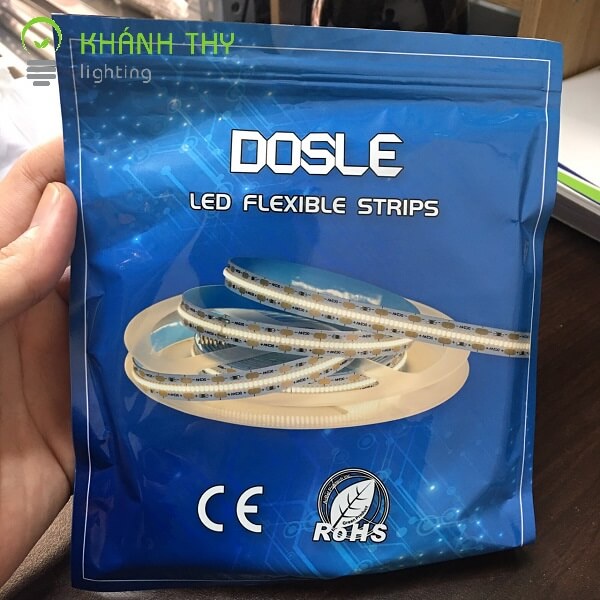 KHÁNH THY
lighting
DOSLE
LED FLEXIBLE STRIPS
CE
RoHS